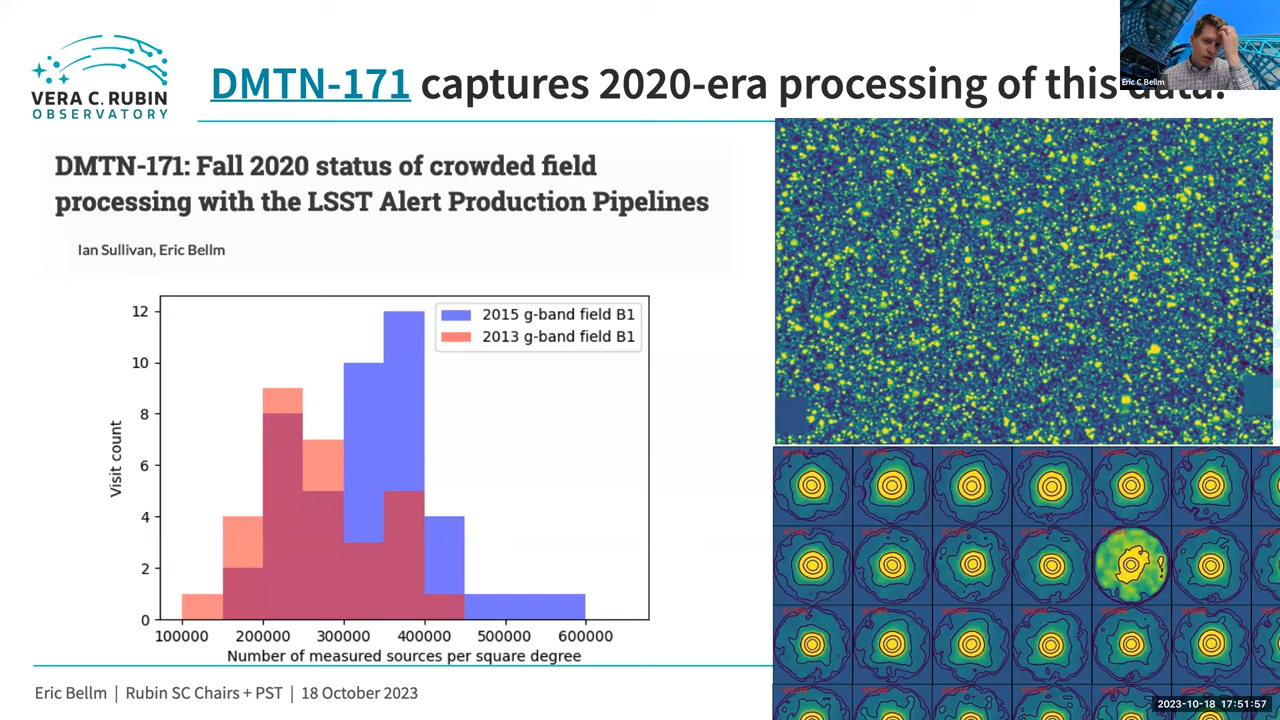 VERA C. RUBIN
OBSERVATORY
DMTN-171 captures 2020-era processing of this data.
Eric C Bellm
DMTN-171: Fall 2020 status of crowded field
processing with the LSST Alert Production Pipelines
Ian Sullivan, Eric Bellm
2015 g-band field B1
2013 g-band field B1
Visit count
12
10
8
6
4
2
0
100000 200000 300000 400000 500000 600000
Number of measured sources per square degree
Eric Bellm | Rubin SC Chairs + PST | 18 October 2023
2023-10-18 17:51:57